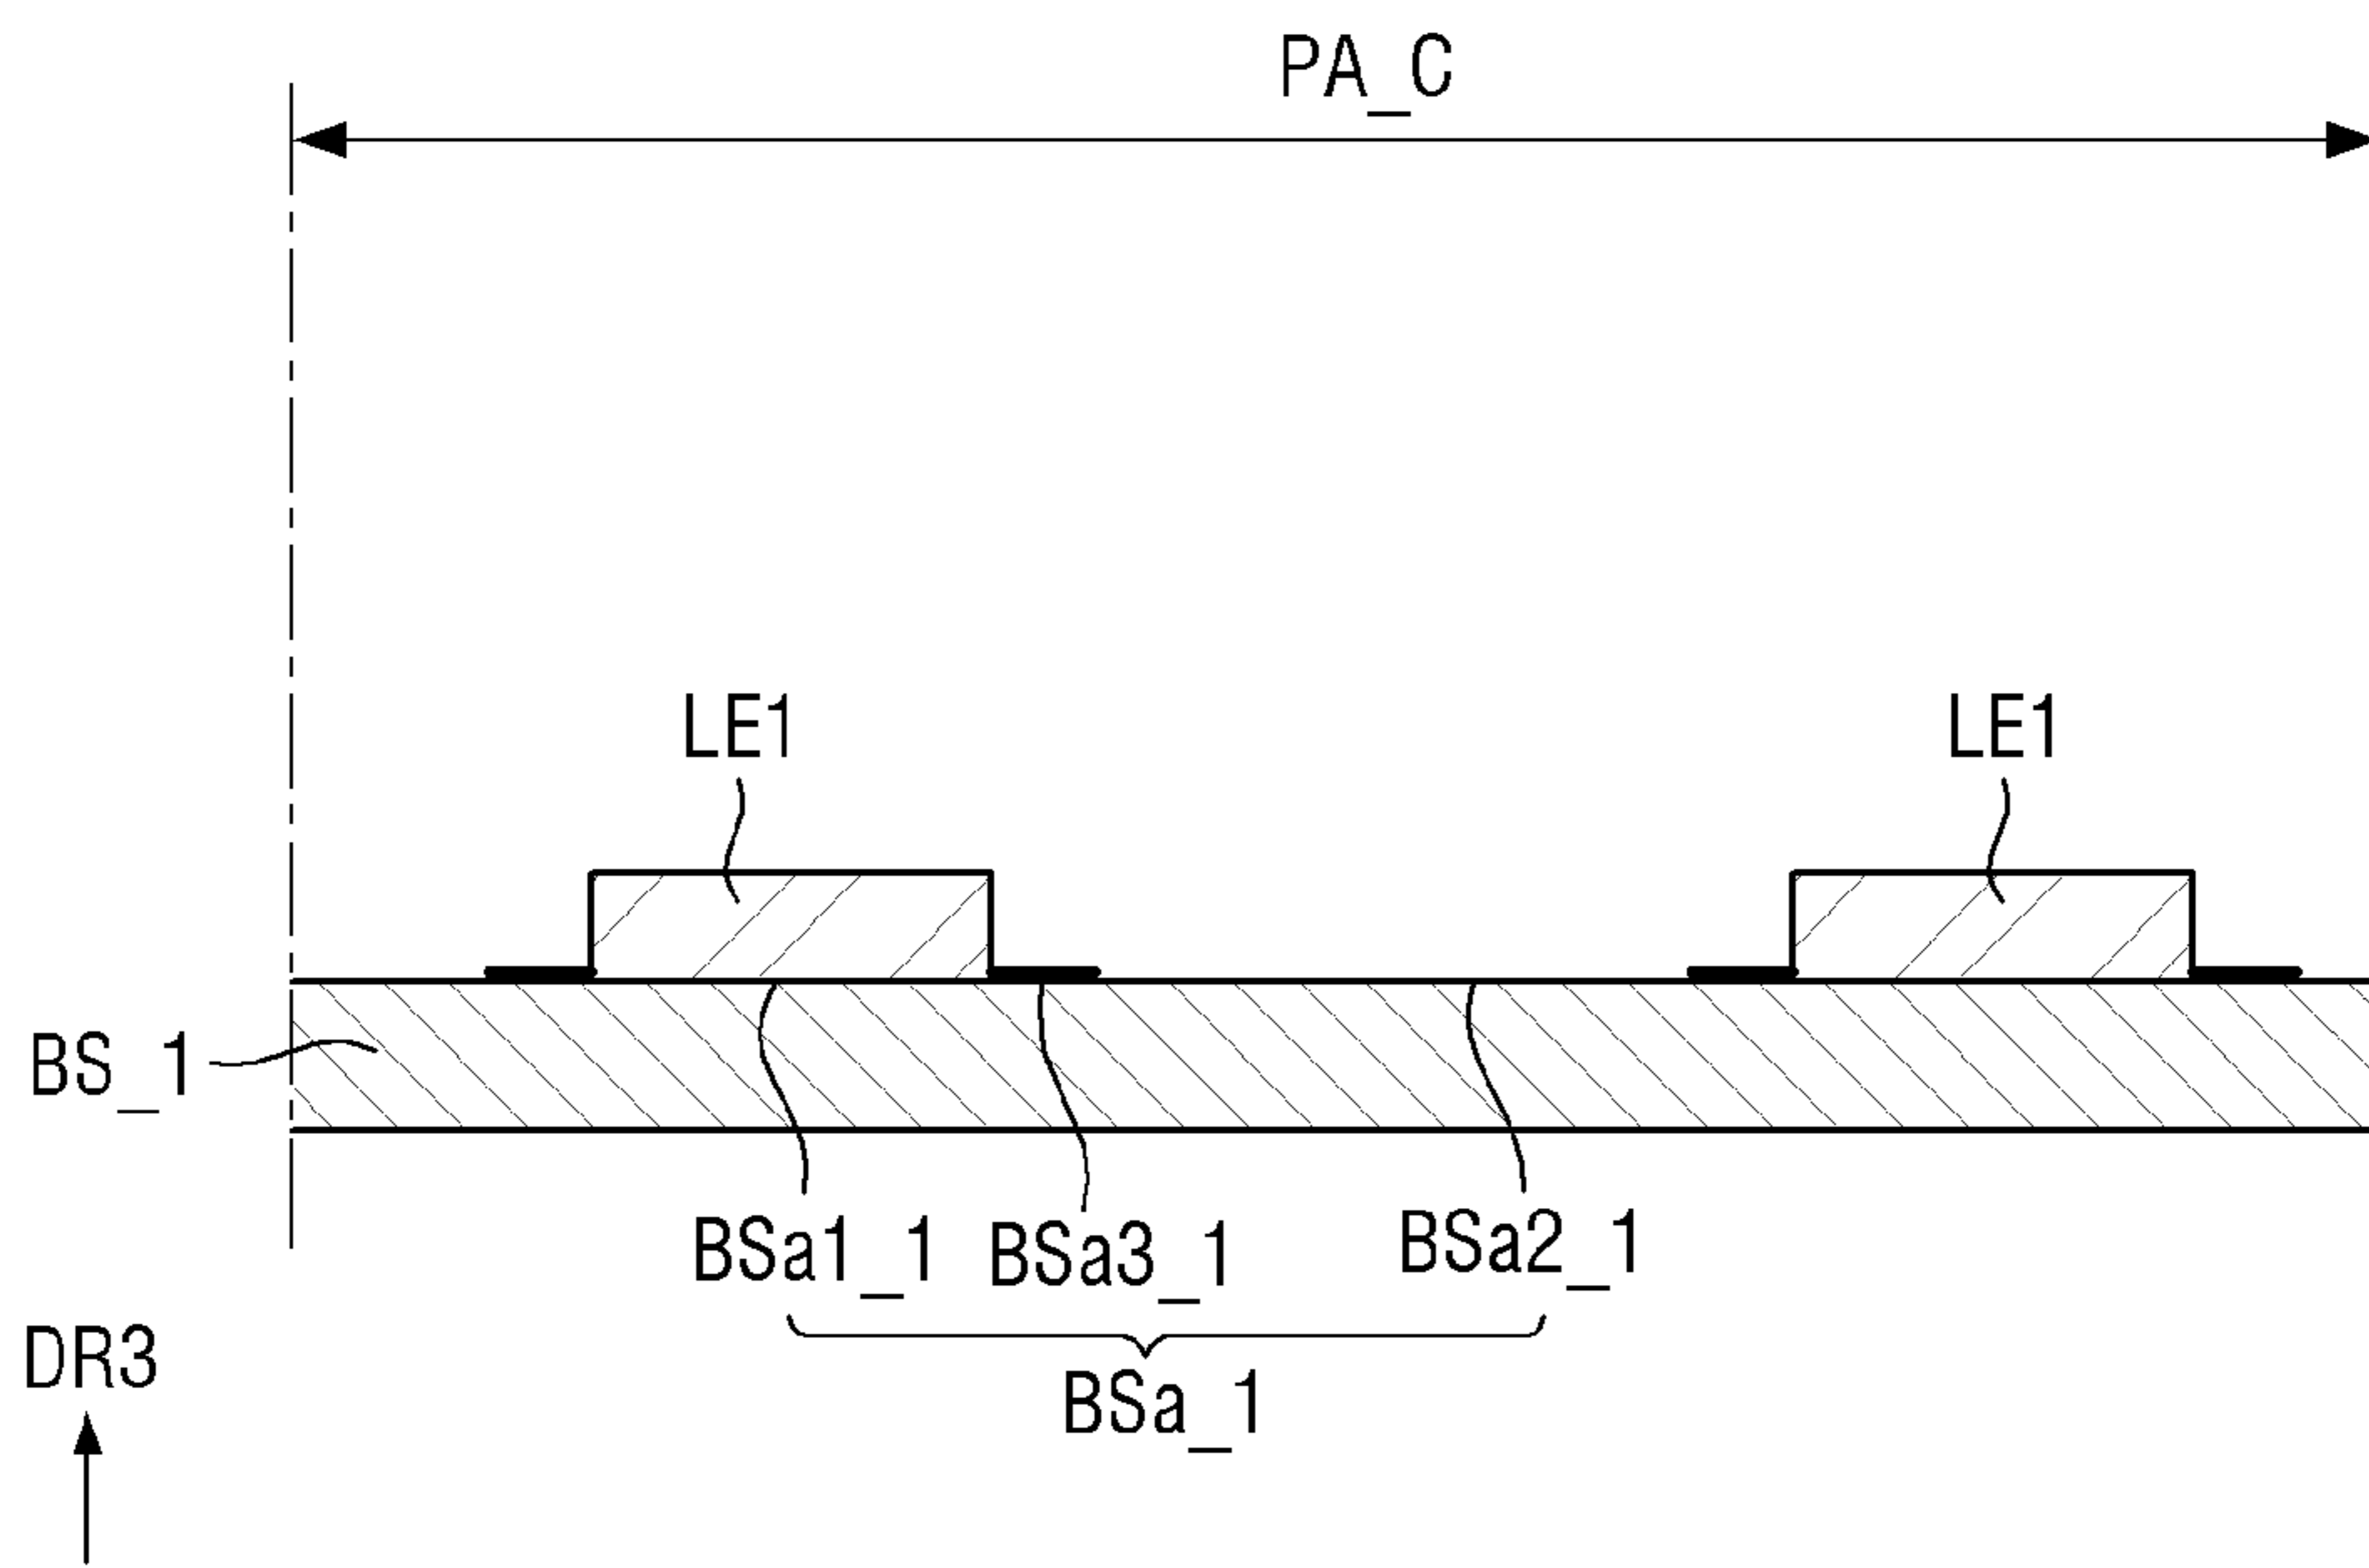 PA_C
LE1 LE1
BS_1
BSa1_1 BSa3_1 BSa2_1
DR3
BSa_1